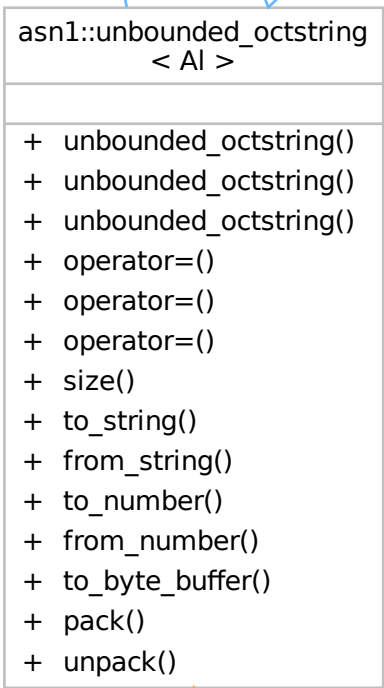 asn1::unbounded_octstring
< Al >
+ unbounded_octstring()
+ unbounded_octstring()
+ unbounded_octstring()
+ operator=()
+ operator=()
+ operator=()
+ size()
+ to_string()
+ from_string()
+ to_number()
+ from_number()
+ to_byte_buffer()
+ pack()
+ unpack()